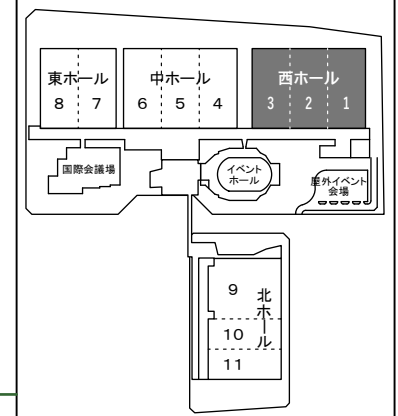 東ホール
8 7
中ホール
6 5 4
西ホール
3 2 1
国際会議場
イベント
ホール
屋外イベント
会場
9
10
11
北ホール